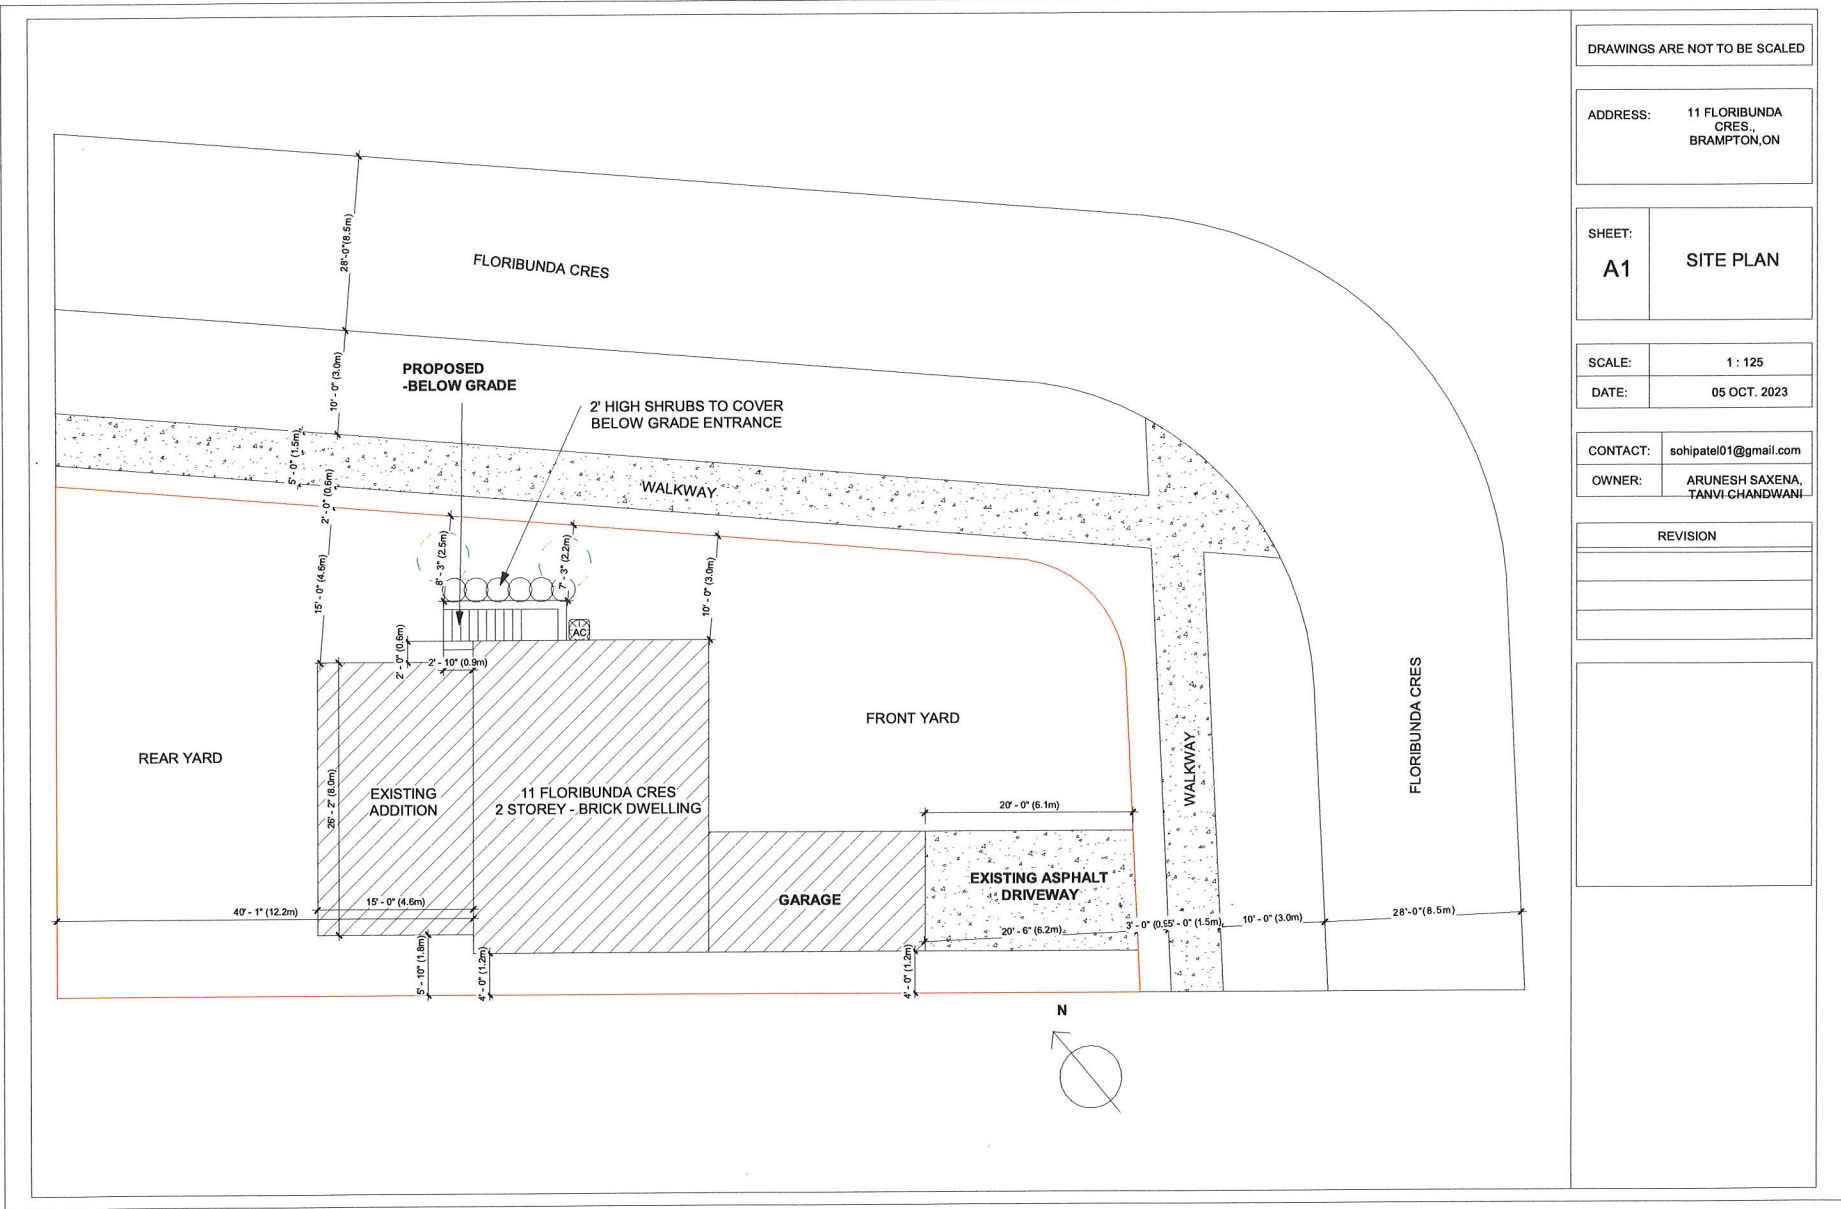 DRAWINGS ARE NOT TO BE SCALED
ADDRESS:
11 FLORIBUNDA
CRES.,
BRAMPTON,ON
SHEET:
A1
SITE PLAN
SCALE:
1 : 125
DATE:
05 OCT. 2023
CONTACT:
sohipatel01@gmail.com
OWNER:
ARUNESH SAXENA,
TANVI CHANDWANI
REVISION
28'-0"(8.5m)
FLORIBUNDA CRES
10' - 0" (3.0m)
PROPOSED
-BELOW GRADE
2' HIGH SHRUBS TO COVER
BELOW GRADE ENTRANCE
5' - 0" (1.5m)
WALKWAY
2' - 0" (0.6m)
8' - 3" (2.5m)
7' - 3" (2.2m)
15' - 0" (4.6m)
10' - 0" (3.0m)
AC
2' - 0" (0.6m)
2' - 10" (0.9m)
FRONT YARD
REAR YARD
26' - 2" (8.0m)
EXISTING
ADDITION
11 FLORIBUNDA CRES
2 STOREY - BRICK DWELLING
WALKWAY
FLORIBUNDA CRES
20' - 0" (6.1m)
EXISTING ASPHALT
DRIVEWAY
GARAGE
15' - 0" (4.6m)
40' - 1" (12.2m)
20' - 6" (6.2m)
3' - 0" (0.9
5' - 0" (1.5m)
10' - 0" (3.0m)
28'-0"(8.5m)
5' - 10" (1.8m)
4' - 0" (1.2m)
4' - 0" (1.2m)
N